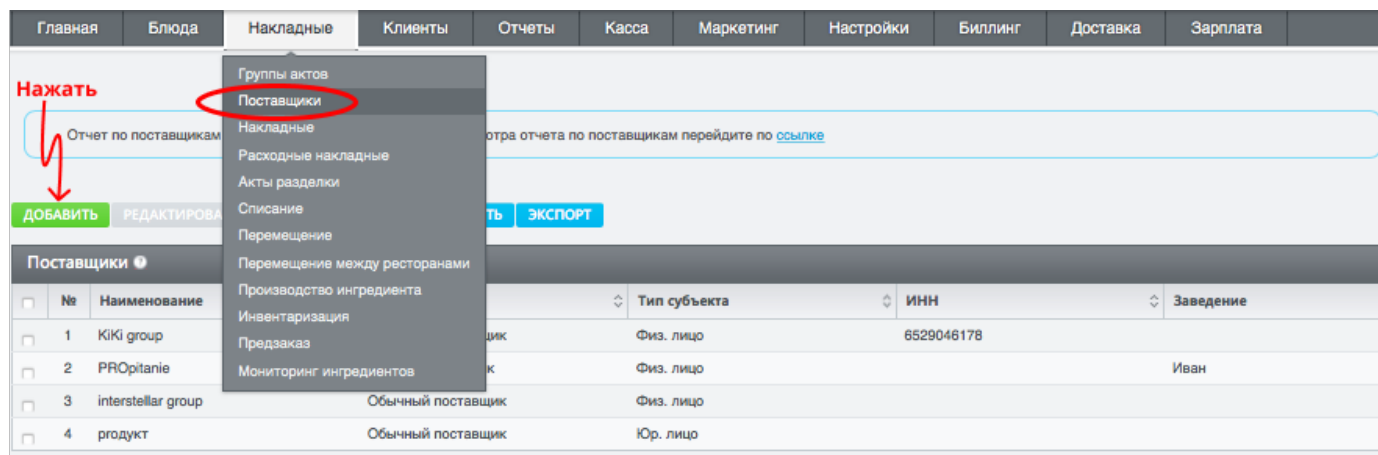 Главная Блюда Накладные Клиенты Отчеты Касса Маркетинг Настройки Биллинг Доставка Зарплата
Группы актов
Нажать
Поставщики
Накладные
Отчет по поставщикам отра отчета по поставщикам перейдите по ссылке
Расходные накладные
Акты разделки
Списание
ДОБАВИТЬ РЕДАКТИРОВА ТЬ ЭКСПОРТ
Перемещение
Перемещение между ресторанами
Поставщики
Производство ингредиента
№ Наименование Тип субъекта ИНН Заведение
Инвентаризация
1 KiKi group щик Физ. лицо 6529046178
Предзаказ
2 PROpitanie к Физ. лицо Иван
Мониторинг ингредиентов
3 interstellar group Обычный поставщик Физ. лицо
4 proдукт Обычный поставщик Юр. лицо